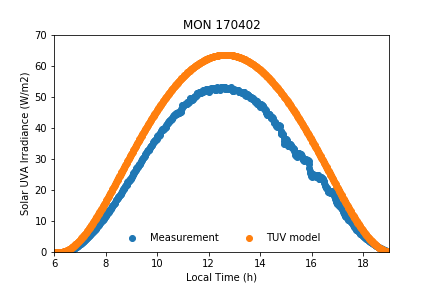 MON 170402
70
60
50
40
30
20
10
0
Solar UVA Irradiance (W/m2)
Measurement TUV model
6 8 10 12 14 16 18
Local Time (h)